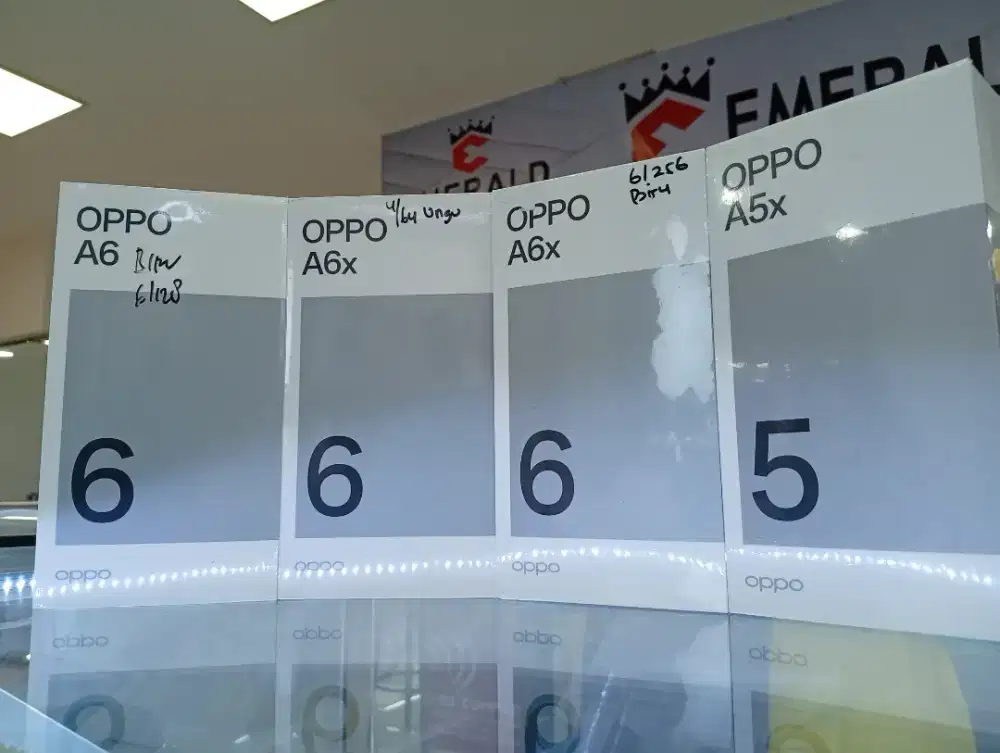 EMERALD
EMERAL
OPPO
A6
Biru
6/128
6
oppo
OPPO
A6x
4/64 Ungu
6
oppo
OPPO
A6x
6/256
Biru
6
oppo
OPPO
A5x
5
oppo